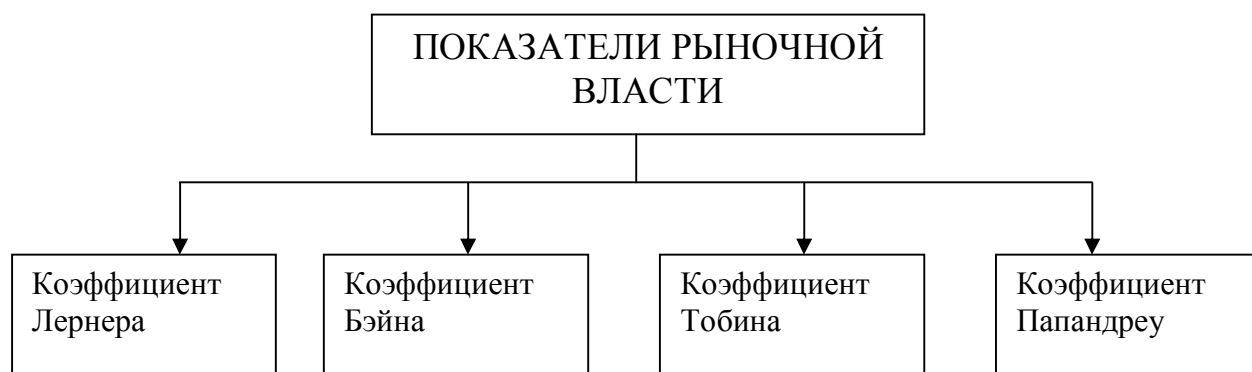 ПОКАЗАТЕЛИ РЫНОЧНОЙ
ВЛАСТИ
Коэффициент
Лернера
Коэффициент
Бэйна
Коэффициент
Тобина
Коэффициент
Папандреу